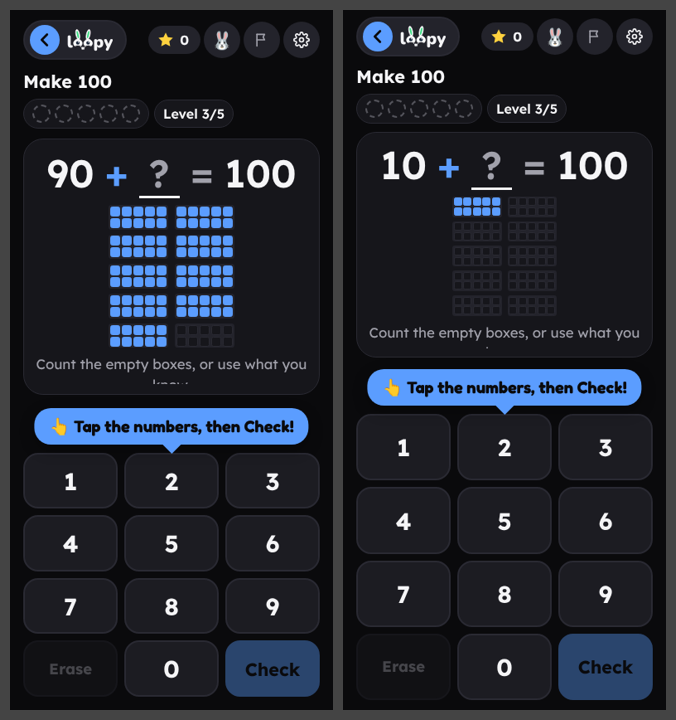 loopy
0
Make 100
Level 3/5
90 + ? = 100
Count the empty boxes, or use what you
👆 Tap the numbers, then Check!
1 2 3
4 5 6
7 8 9
Erase 0 Check
loopy
0
Make 100
Level 3/5
10 + ? = 100
Count the empty boxes, or use what you
👆 Tap the numbers, then Check!
1 2 3
4 5 6
7 8 9
Erase 0 Check